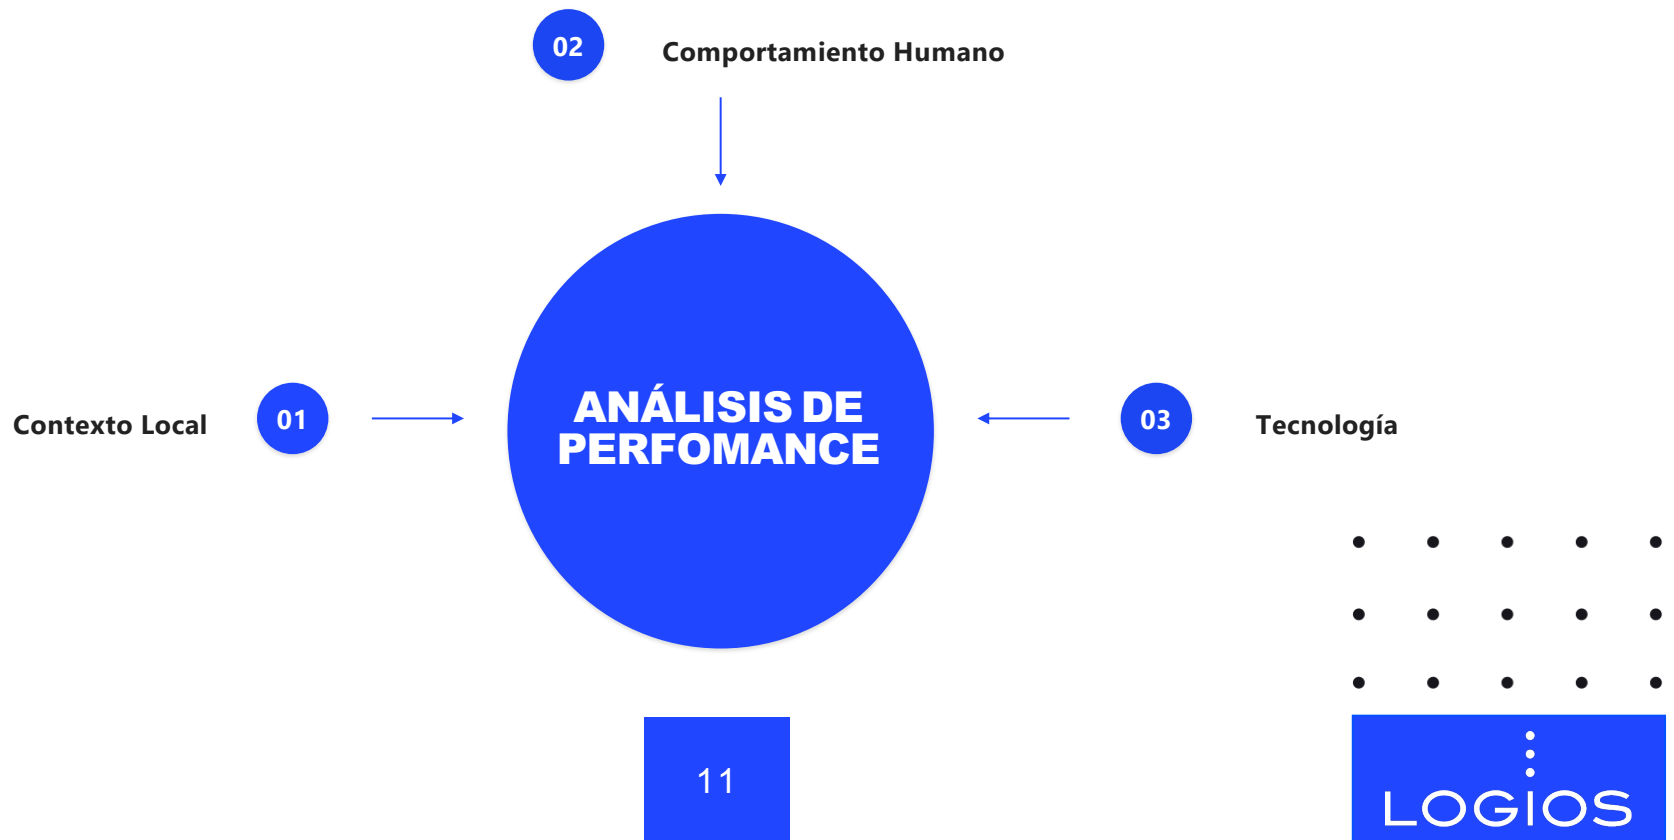 02
Comportamiento Humano
ANÁLISIS DE
PERFOMANCE
Contexto Local
01
03
Tecnología
11
LOGIOS